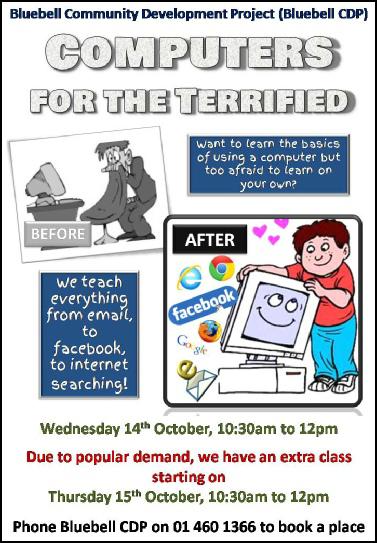 Bluebell Community Development Project (Bluebell CDP)
COMPUTERS
FOR THE TERRIFIED
Want to learn the basics
of using a computer but
too afraid to learn on
your own?
BEFORE
AFTER
facebook
Google
We teach
everything
from email,
to
facebook,
to internet
searching!
Wednesday 14th October, 10:30am to 12pm
Due to popular demand, we have an extra class
starting on
Thursday 15th October, 10:30am to 12pm
Phone Bluebell CDP on 01 460 1366 to book a place